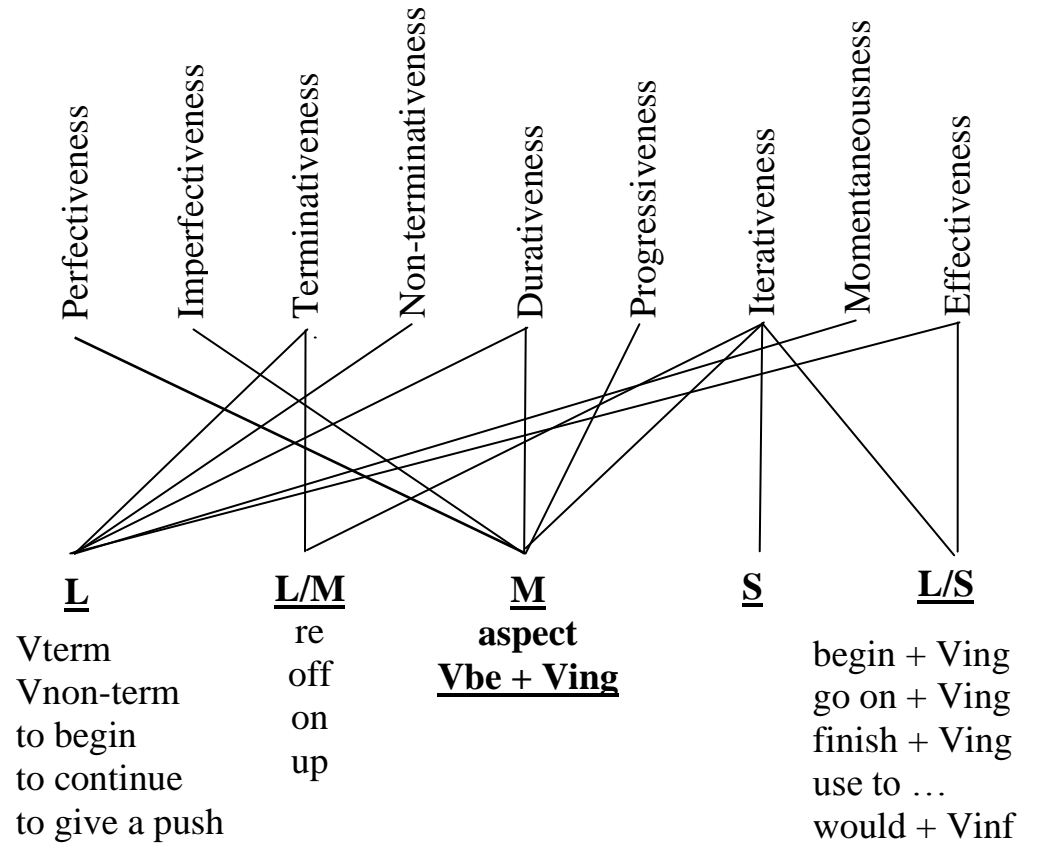 Perfectiveness
Imperfectiveness
Terminativeness
Non-terminativeness
Durativeness
Progressiveness
Iterativeness
Momentaneousness
Effectiveness
L
Vterm
Vnon-term
to begin
to continue
to give a push
L/M
re
off
on
up
M
aspect
Vbe + Ving
S
L/S
begin + Ving
go on + Ving
finish + Ving
use to …
would + Vinf